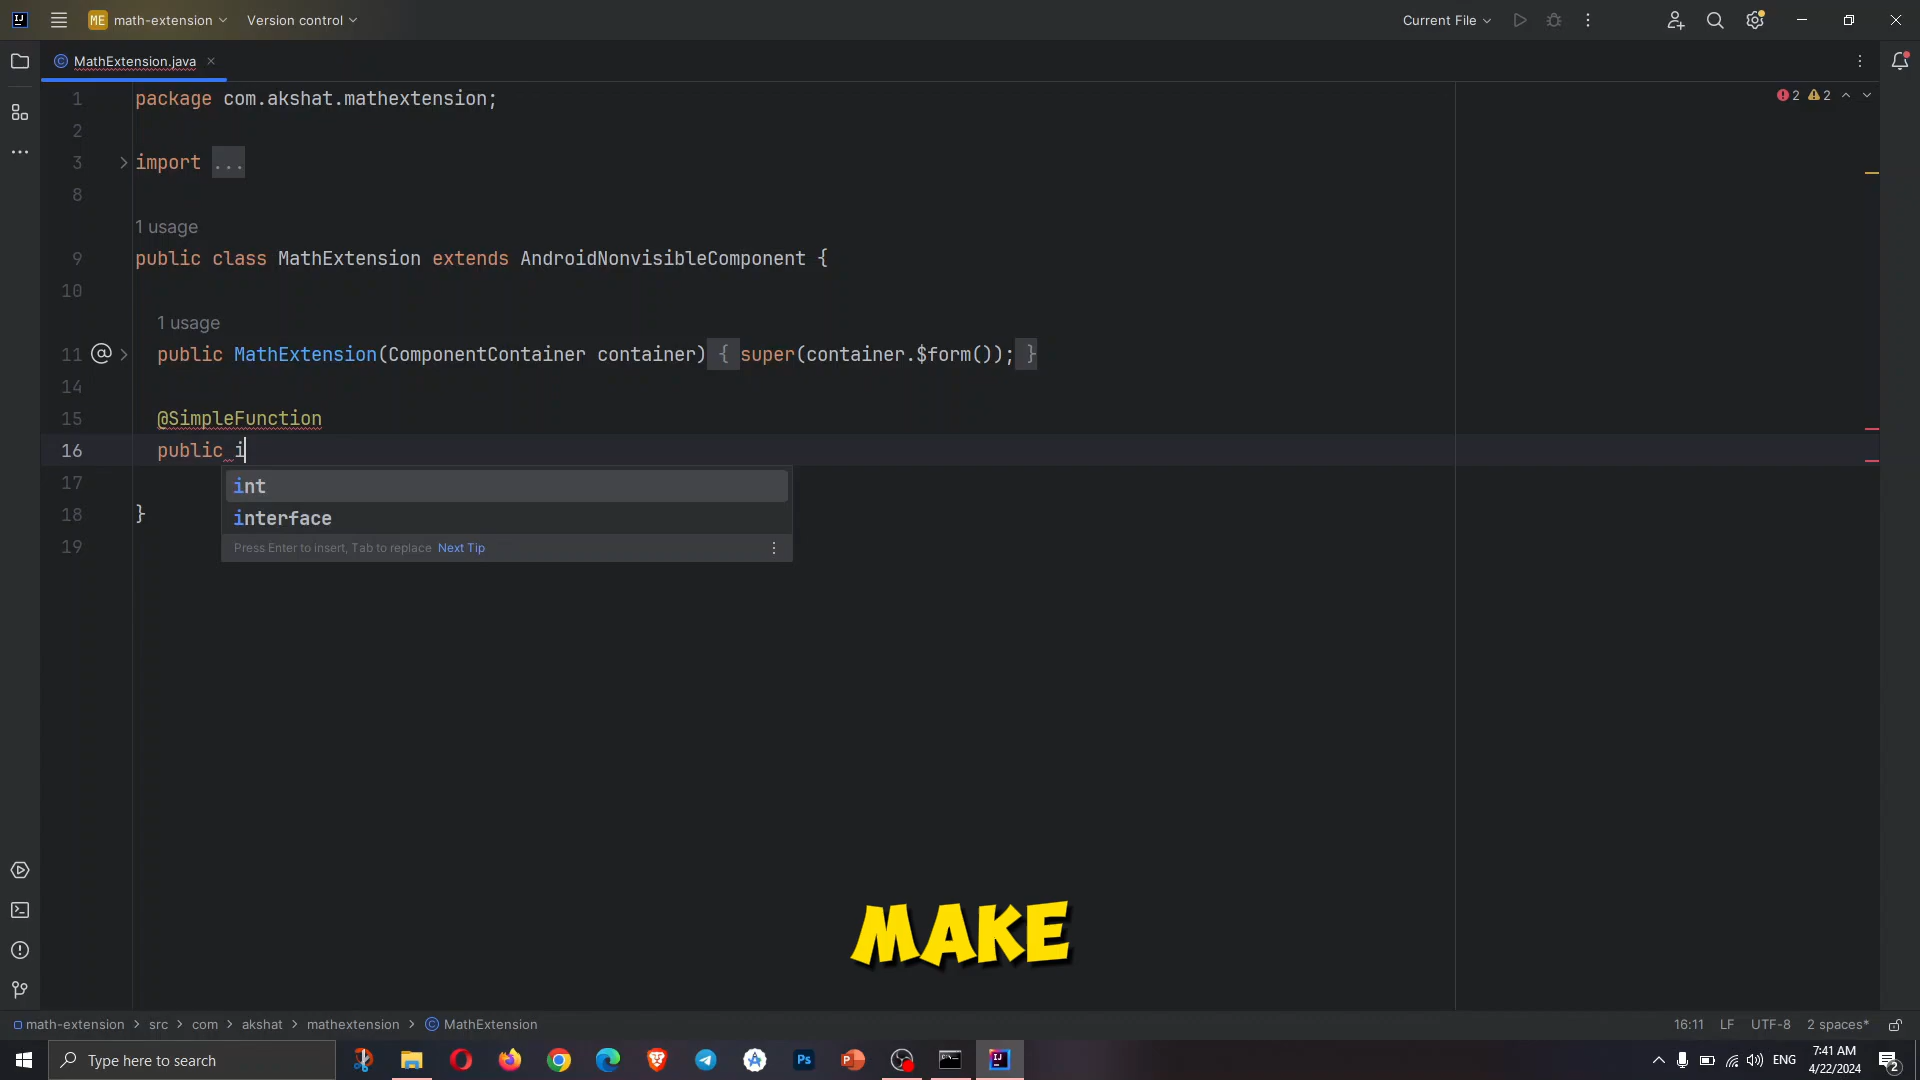 ME math-extension Version control Current File
MathExtension.java
1 package com.akshat.mathextension; 2 2
2
3 import ...
8
1 usage
9 public class MathExtension extends AndroidNonvisibleComponent {
10
1 usage
11 public MathExtension(ComponentContainer container) { super(container.$form()); }
14
15 @SimpleFunction
16 public i
17
int
18 }
interface
19
Press Enter to insert, Tab to replace Next Tip
MAKE
math-extension > src > com > akshat > mathextension > MathExtension 16:11 LF UTF-8 2 spaces*
Type here to search Ps ENG 7:41 AM
4/22/2024 2